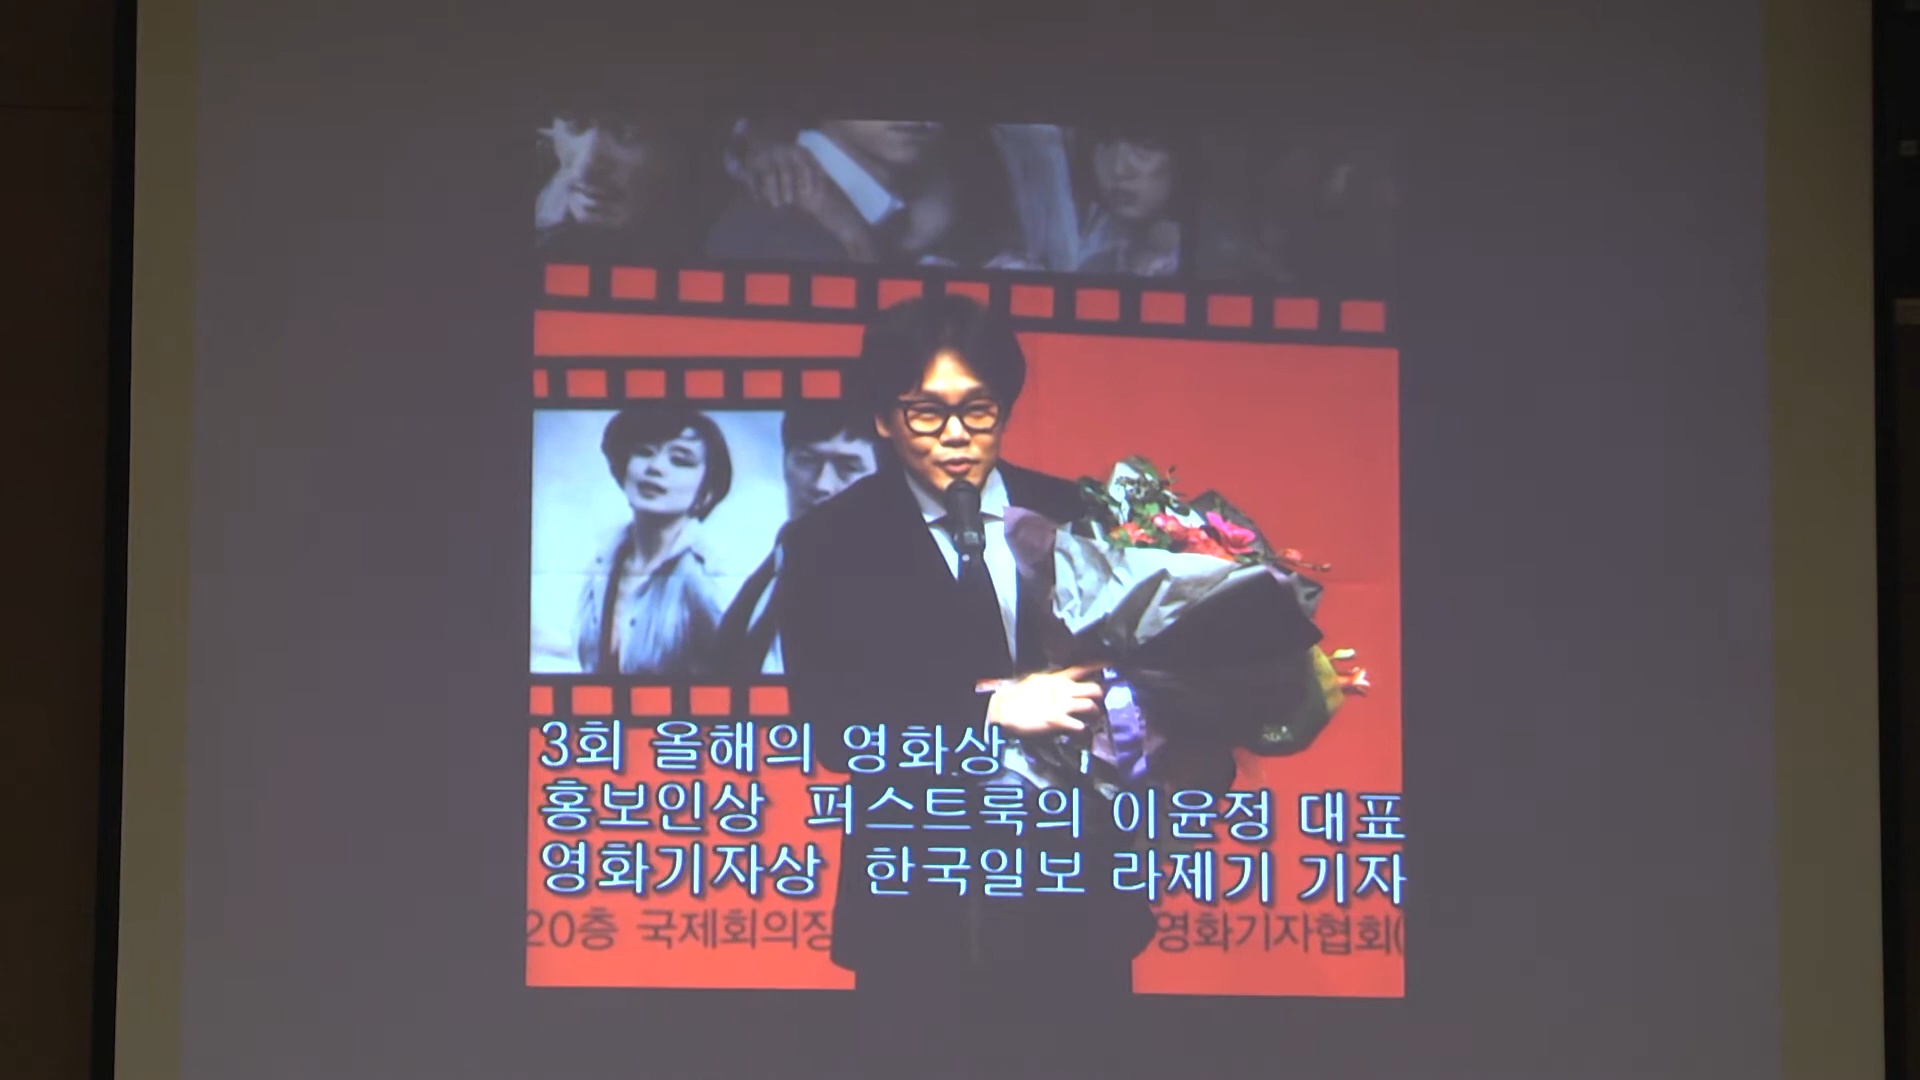 3회 올해의 영화상
홍보인상 퍼스트룩의 이윤정 대표
영화기자상 한국일보 라제기 기자
20층 국제회의장
영화기자협회(